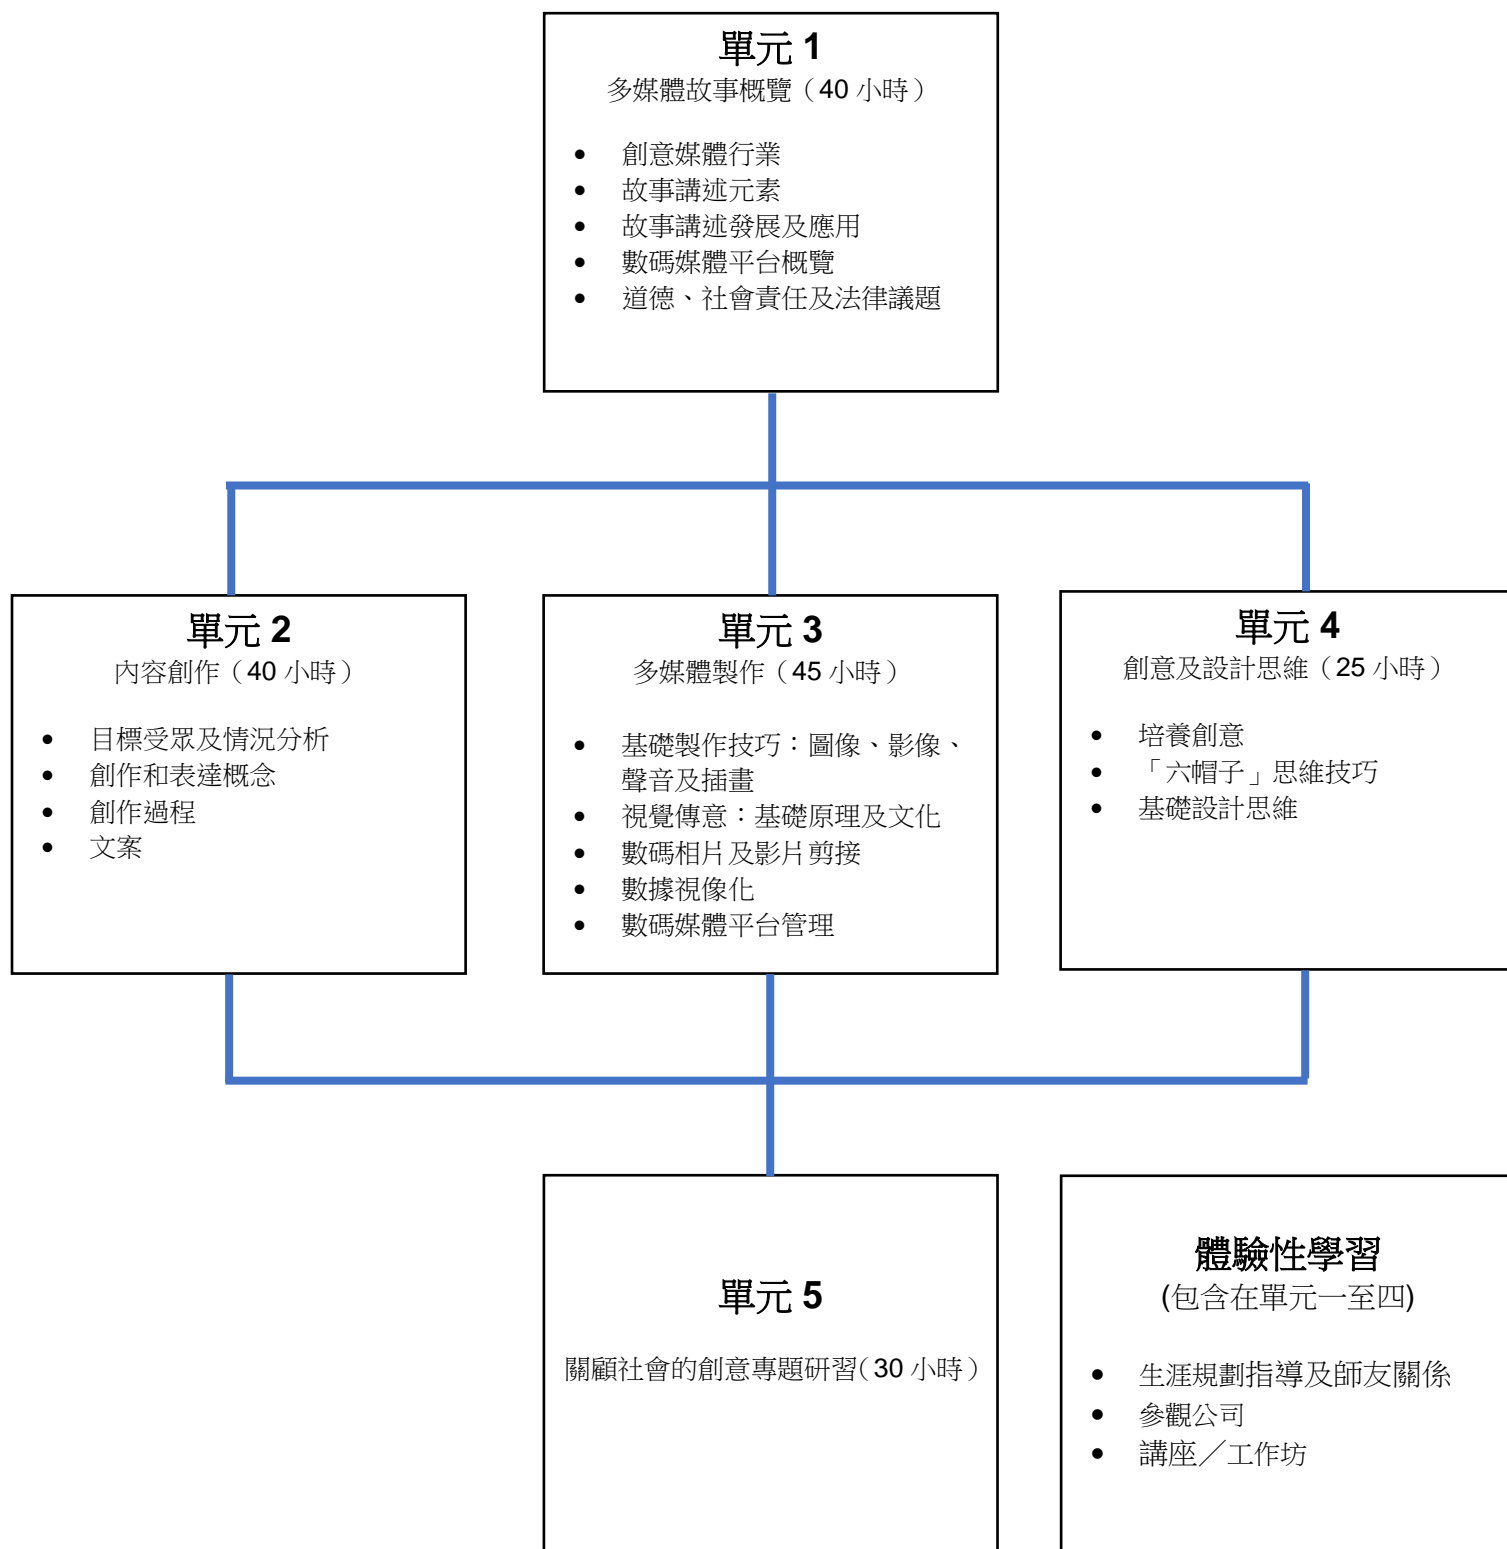 單元 1
多媒體故事概覽（40 小時）
• 創意媒體行業
• 故事講述元素
• 故事講述發展及應用
• 數碼媒體平台概覽
• 道德、社會責任及法律議題
單元 2
內容創作（40 小時）
• 目標受眾及情況分析
• 創作和表達概念
• 創作過程
• 文案
單元 3
多媒體製作（45 小時）
• 基礎製作技巧：圖像、影像、
聲音及插畫
• 視覺傳意：基礎原理及文化
• 數碼相片及影片剪接
• 數據視像化
• 數碼媒體平台管理
單元 4
創意及設計思維（25 小時）
• 培養創意
• 「六帽子」思維技巧
• 基礎設計思維
單元 5
關顧社會的創意專題研習（30 小時）
體驗性學習
(包含在單元一至四)
• 生涯規劃指導及師友關係
• 參觀公司
• 講座／工作坊